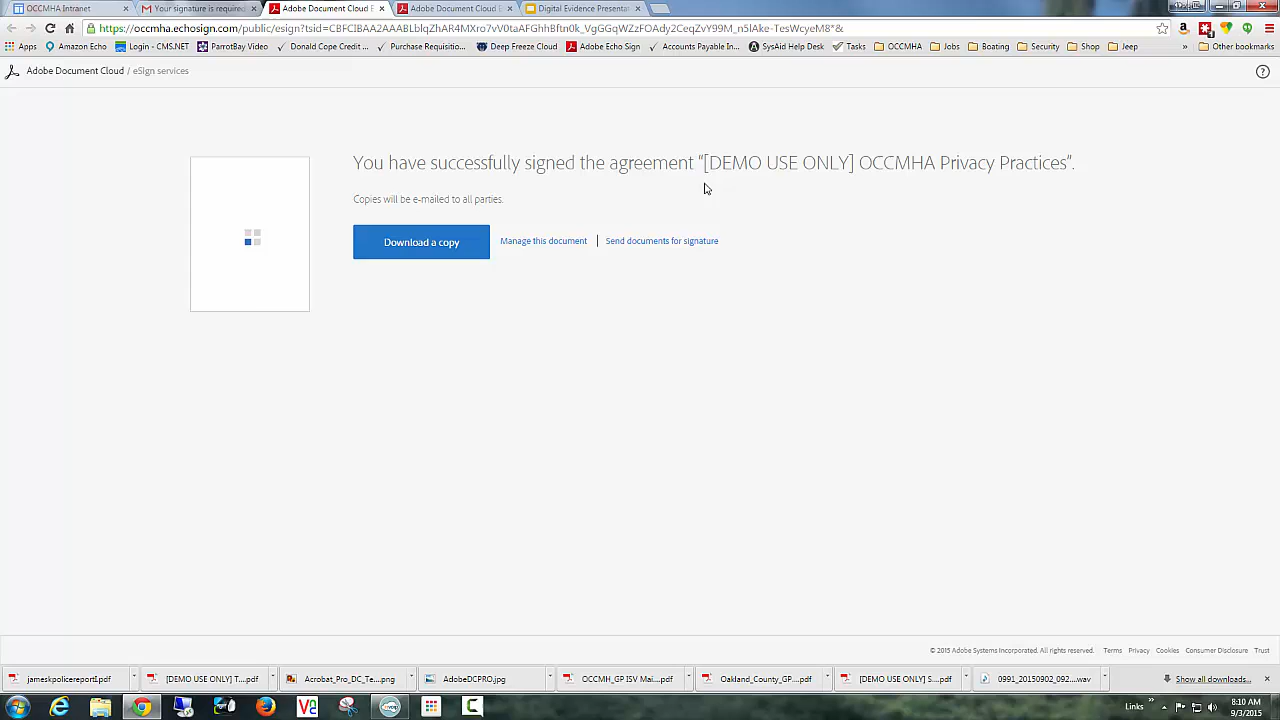 OCCMHA Intranet
Your signature is required
Adobe Document Cloud E
Adobe Document Cloud E
Digital Evidence Presentat
https://occmha.echosign.com/public/esign?tsid=
Apps
Amazon Echo
Login - CMS.NET
ParrotBay Video
Donald Cope Credit ...
Purchase Requisitio...
Deep Freeze Cloud
Adobe Echo Sign
Accounts Payable In...
SysAid Help Desk
Tasks
OCCMHA
Jobs
Boating
Security
Shop
Jeep
»
Other bookmarks
Adobe Document Cloud / eSign services
You have successfully signed the agreement "[DEMO USE ONLY] OCCMHA Privacy Practices".
Copies will be e-mailed to all parties.
Download a copy
Manage this document | Send documents for signature
© 2015 Adobe Systems Incorporated. All rights reserved.
Terms
Privacy
Cookies
Consumer Disclosure
Trust
jameskpolicereport1.pdf
[DEMO USE ONLY] T....pdf
Acrobat_Pro_DC_Te....png
AdobeDCPRO.jpg
OCCMH_GP ISV Mai....pdf
Oakland_County_GP....pdf
[DEMO USE ONLY] S....pdf
0991_20150902_092....wav
Show all downloads...
Links
»
8:10 AM
9/3/2015